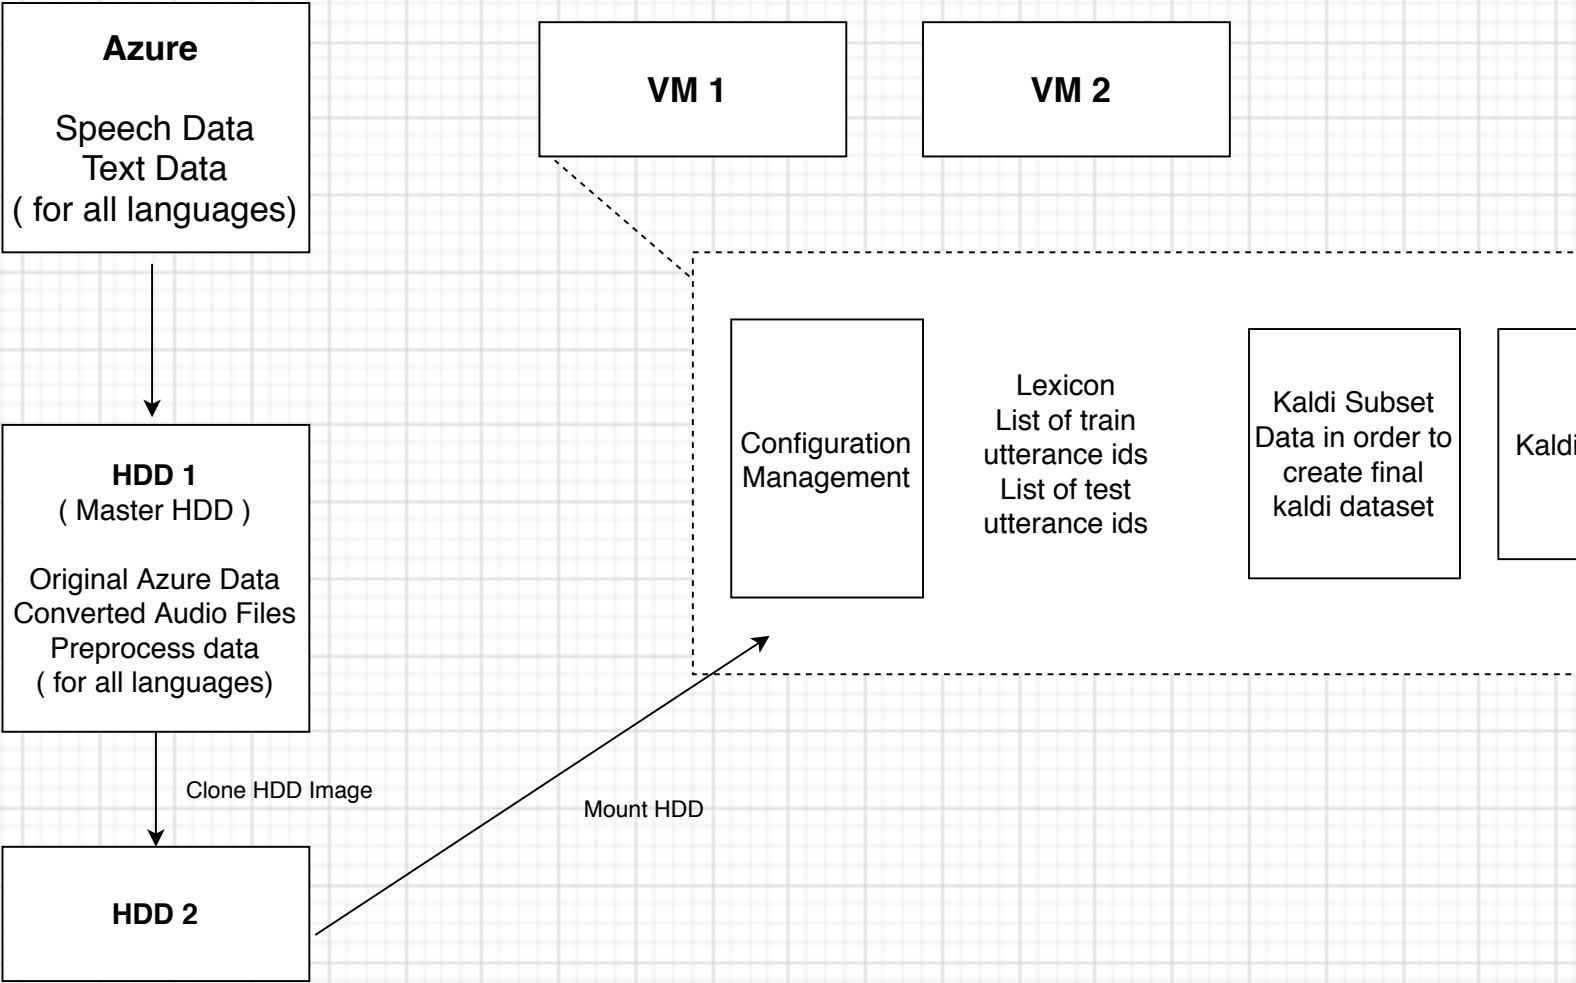 Azure
Speech Data
Text Data
( for all languages)
VM 1
VM 2
HDD 1
( Master HDD )
Original Azure Data
Converted Audio Files
Preprocess data
( for all languages)
Clone HDD Image
HDD 2
Mount HDD
Configuration
Management
Lexicon
List of train
utterance ids
List of test
utterance ids
Kaldi Subset
Data in order to
create final
kaldi dataset
Kaldi